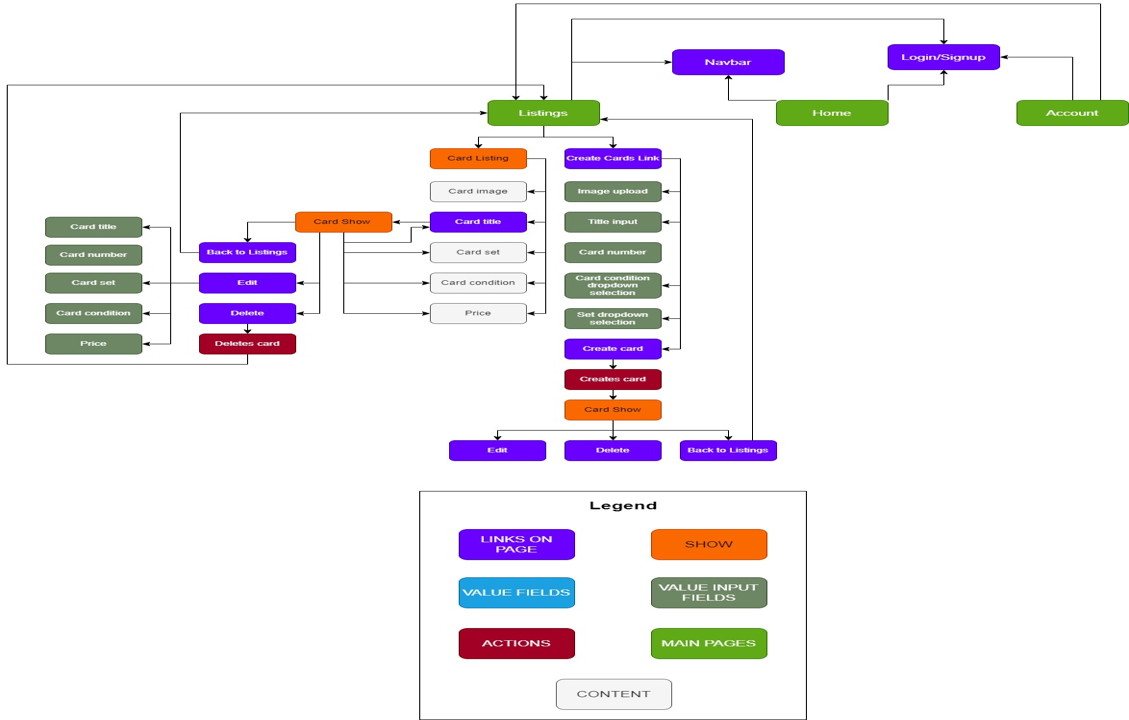 Navbar
Login/Signup
Listings
Home
Account
Card Listing
Create Cards Link
Card image
Image upload
Card title
Card Show
Card title
Title input
Card number
Back to Listings
Card set
Card number
Card set
Edit
Card condition
Card condition
dropdown
selection
Card condition
Delete
Price
Set dropdown
selection
Price
Deletes card
Create card
Creates card
Card Show
Edit
Delete
Back to Listings
Legend
LINKS ON
PAGE
SHOW
VALUE FIELDS
VALUE INPUT
FIELDS
ACTIONS
MAIN PAGES
CONTENT